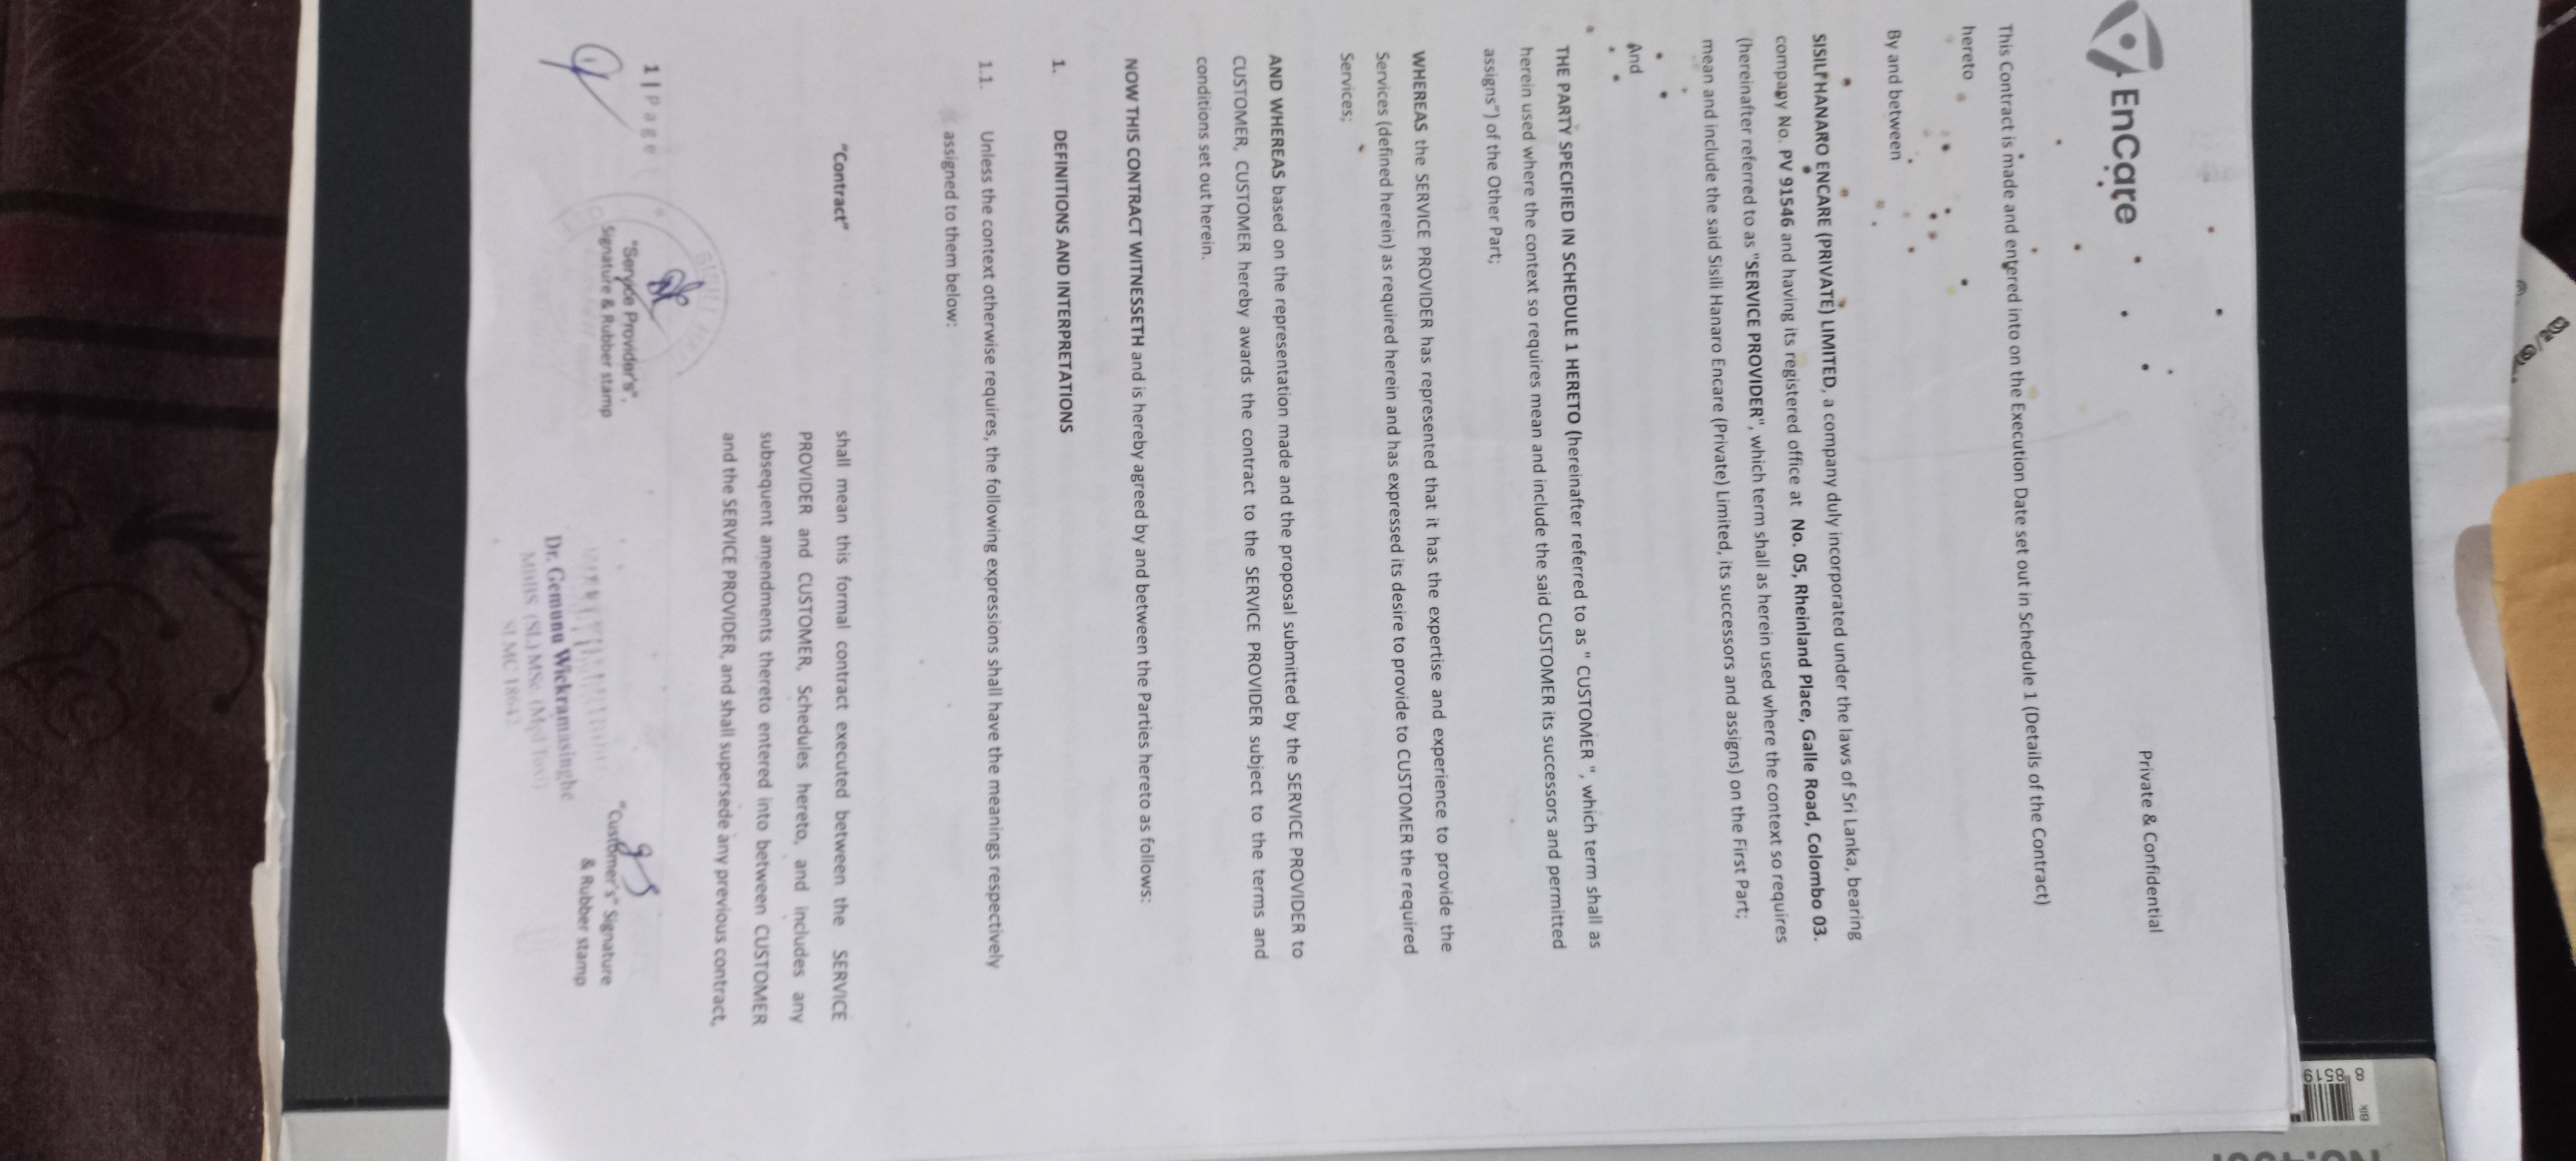 EnCare
Private & Confidential
This Contract is made and entered into on the Execution Date set out in Schedule 1 (Details of the Contract)
hereto
By and between
SISILI HANARO ENCARE (PRIVATE) LIMITED, a company duly incorporated under the laws of Sri Lanka, bearing
company No. PV 91546 and having its registered office at No. 05, Rheinland Place, Galle Road, Colombo 03.
(hereinafter referred to as "SERVICE PROVIDER", which term shall as herein used where the context so requires
mean and include the said Sisili Hanaro Encare (Private) Limited, its successors and assigns) on the First Part;
And
THE PARTY SPECIFIED IN SCHEDULE 1 HERETO (hereinafter referred to as " CUSTOMER ", which term shall as
herein used where the context so requires mean and include the said CUSTOMER its successors and permitted
assigns") of the Other Part;
WHEREAS the SERVICE PROVIDER has represented that it has the expertise and experience to provide the
Services (defined herein) as required herein and has expressed its desire to provide to CUSTOMER the required
Services;
AND WHEREAS based on the representation made and the proposal submitted by the SERVICE PROVIDER to
CUSTOMER, CUSTOMER hereby awards the contract to the SERVICE PROVIDER subject to the terms and
conditions set out herein.
NOW THIS CONTRACT WITNESSETH and is hereby agreed by and between the Parties hereto as follows:
1. DEFINITIONS AND INTERPRETATIONS
1.1. Unless the context otherwise requires, the following expressions shall have the meanings respectively
assigned to them below:
"Contract" shall mean this formal contract executed between the SERVICE
PROVIDER and CUSTOMER, Schedules hereto, and includes any
subsequent amendments thereto entered into between CUSTOMER
and the SERVICE PROVIDER, and shall supersede any previous contract,
1 | Page
"Service Provider's",
Signature & Rubber stamp
"Customer's" Signature
& Rubber stamp
Dr. Gemunu Wickramasinghe
MBBS. (SL) MSc.
SLMC 18642
Blk
8 8519